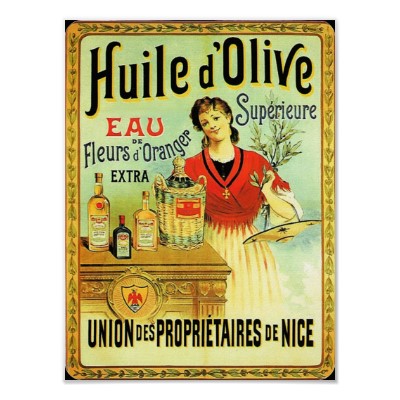 Huile d'Olive
Supérieure
EAU
DE
Fleurs d'Oranger
EXTRA
UNION DES PROPRIÉTAIRES DE NICE